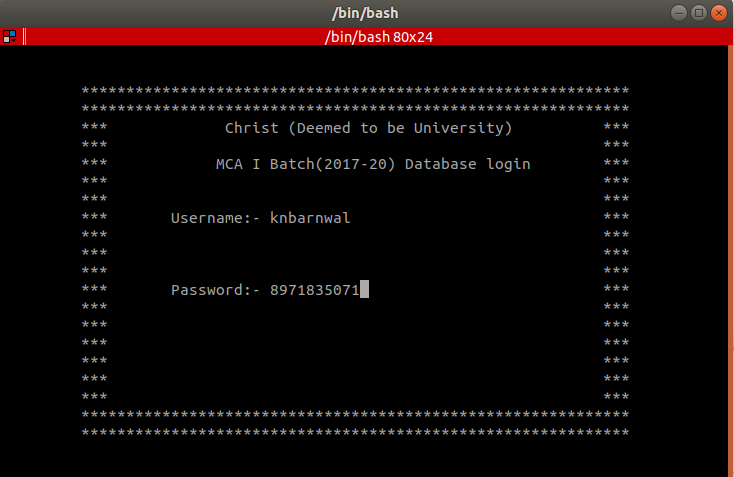 /bin/bash
/bin/bash 80x24
*************************************************************
*************************************************************
*** Christ (Deemed to be University) ***
*** ***
*** MCA I Batch(2017-20) Database login ***
*** ***
*** ***
*** Username:- knbarnwal ***
*** ***
*** ***
*** ***
*** Password:- 8971835071 ***
*** ***
*** ***
*** ***
*** ***
*** ***
*** ***
*************************************************************
*************************************************************